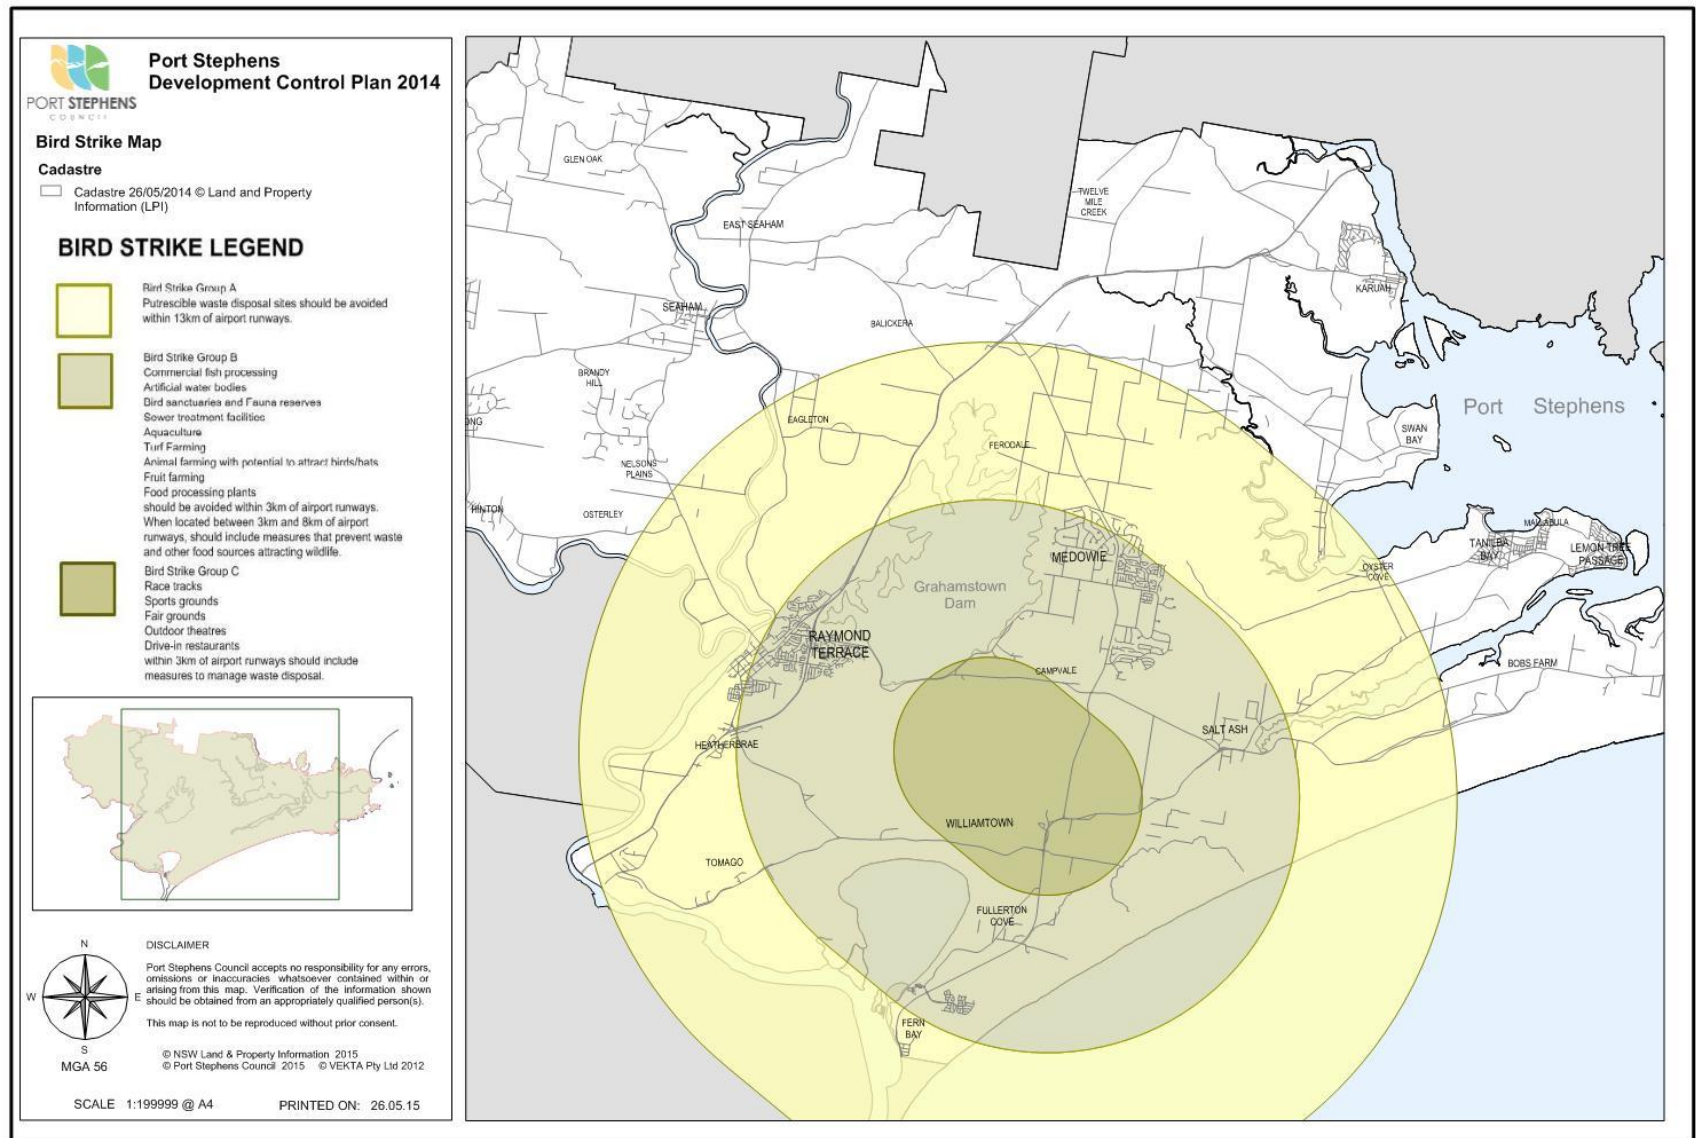 PORT STEPHENS
COUNCIL
Port Stephens
Development Control Plan 2014
Bird Strike Map
Cadastre
Cadastre 26/05/2014 © Land and Property
Information (LPI)
BIRD STRIKE LEGEND
Bird Strike Group A
Putrescible waste disposal sites should be avoided
within 13km of airport runways.
Bird Strike Group B
Commercial fish processing
Artificial water bodies
Bird sanctuaries and Fauna reserves
Sewer treatment facilities
Aquaculture
Turf Farming
Animal farming with potential to attract birds/bats
Fruit farming
Food processing plants
should be avoided within 3km of airport runways.
When located between 3km and 8km of airport
runways, should include measures that prevent waste
and other food sources attracting wildlife.
Bird Strike Group C
Race tracks
Sports grounds
Fair grounds
Outdoor theatres
Drive-in restaurants
within 3km of airport runways should include
measures to manage waste disposal.
N
W
E
S
MGA 56
DISCLAIMER
Port Stephens Council accepts no responsibility for any errors,
omissions or inaccuracies whatsoever contained within or
arising from this map. Verification of the information shown
should be obtained from an appropriately qualified person(s).
This map is not to be reproduced without prior consent.
© NSW Land & Property Information 2015
© Port Stephens Council 2015 © VEKTA Pty Ltd 2012
SCALE 1:199999 @ A4
PRINTED ON: 26.05.15
GLEN OAK
TWELVE
MILE
CREEK
EAST SEAHAM
KARUAH
SEAHAM
BALICKERA
BRANDY
HILL
Port Stephens
ONG
EAGLETON
SWAN
BAY
FERODALE
NELSONS
PLAINS
HINTON
OSTERLEY
MALLABULA
TANILBA
BAY
LEMON TREE
PASSAGE
MEDOWIE
OYSTER
COVE
Grahamstown
Dam
RAYMOND
TERRACE
BOBS FARM
CAMPVALE
SALT ASH
HEATHERBRAE
WILLIAMTOWN
TOMAGO
FULLERTON
COVE
FERN
BAY